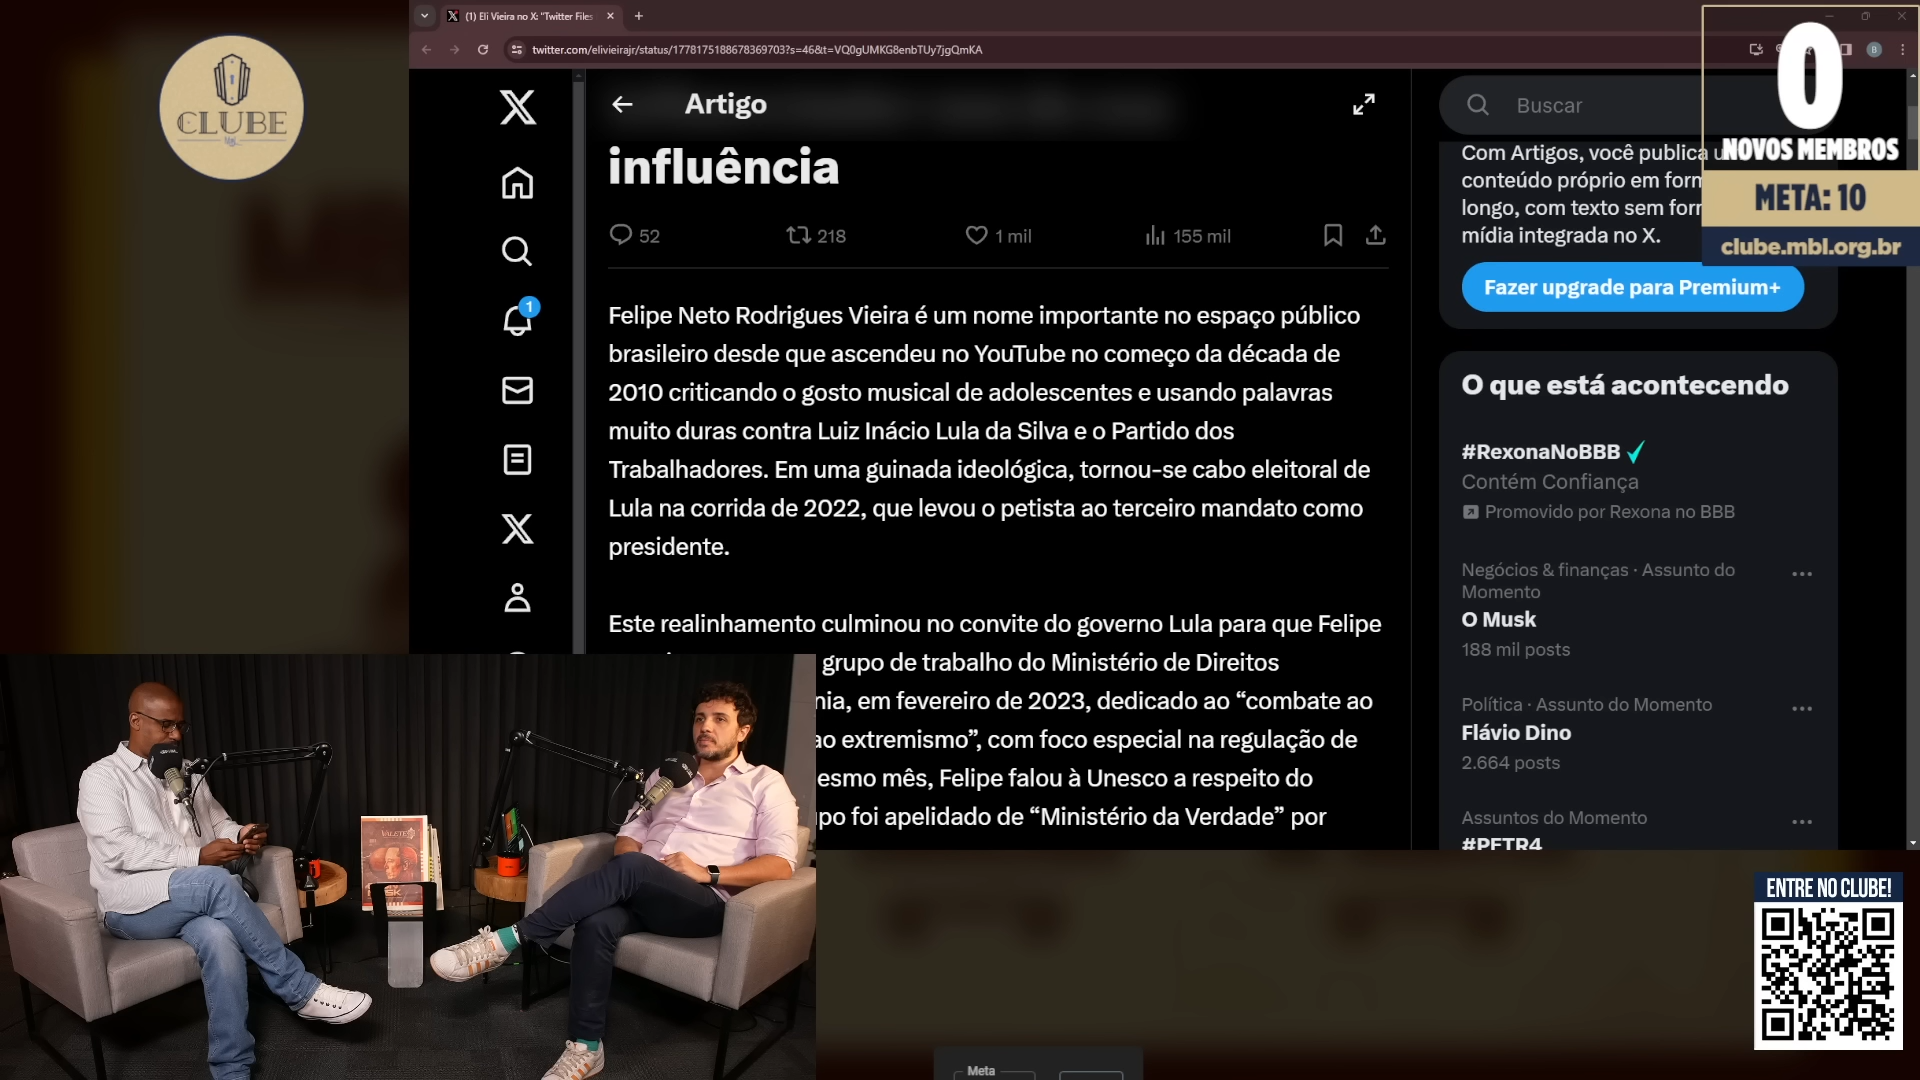 (1) Eli Vieira no X: "Twitter Files
twitter.com/elivieirajr/status/1778175188678369703?s=46&t=VQ0gUMKG8enbTUy7jgQmKA
CLUBE
Artigo
influência
52
218
1 mil
155 mil
Felipe Neto Rodrigues Vieira é um nome importante no espaço público
brasileiro desde que ascendeu no YouTube no começo da década de
2010 criticando o gosto musical de adolescentes e usando palavras
muito duras contra Luiz Inácio Lula da Silva e o Partido dos
Trabalhadores. Em uma guinada ideológica, tornou-se cabo eleitoral de
Lula na corrida de 2022, que levou o petista ao terceiro mandato como
presidente.
Este realinhamento culminou no convite do governo Lula para que Felipe
grupo de trabalho do Ministério de Direitos
nia, em fevereiro de 2023, dedicado ao “combate ao
ao extremismo”, com foco especial na regulação de
esmo mês, Felipe falou à Unesco a respeito do
po foi apelidado de “Ministério da Verdade” por
1
Buscar
Com Artigos, você publica u
conteúdo próprio em form
longo, com texto sem for
mídia integrada no X.
Fazer upgrade para Premium+
O que está acontecendo
#RexonaNoBBB
Contém Confiança
Promovido por Rexona no BBB
Negócios & finanças · Assunto do
Momento
O Musk
188 mil posts
Política · Assunto do Momento
Flávio Dino
2.664 posts
Assuntos do Momento
#PETR4
0
NOVOS MEMBROS
META: 10
clube.mbl.org.br
B
VALETE
ENTRE NO CLUBE!
Meta